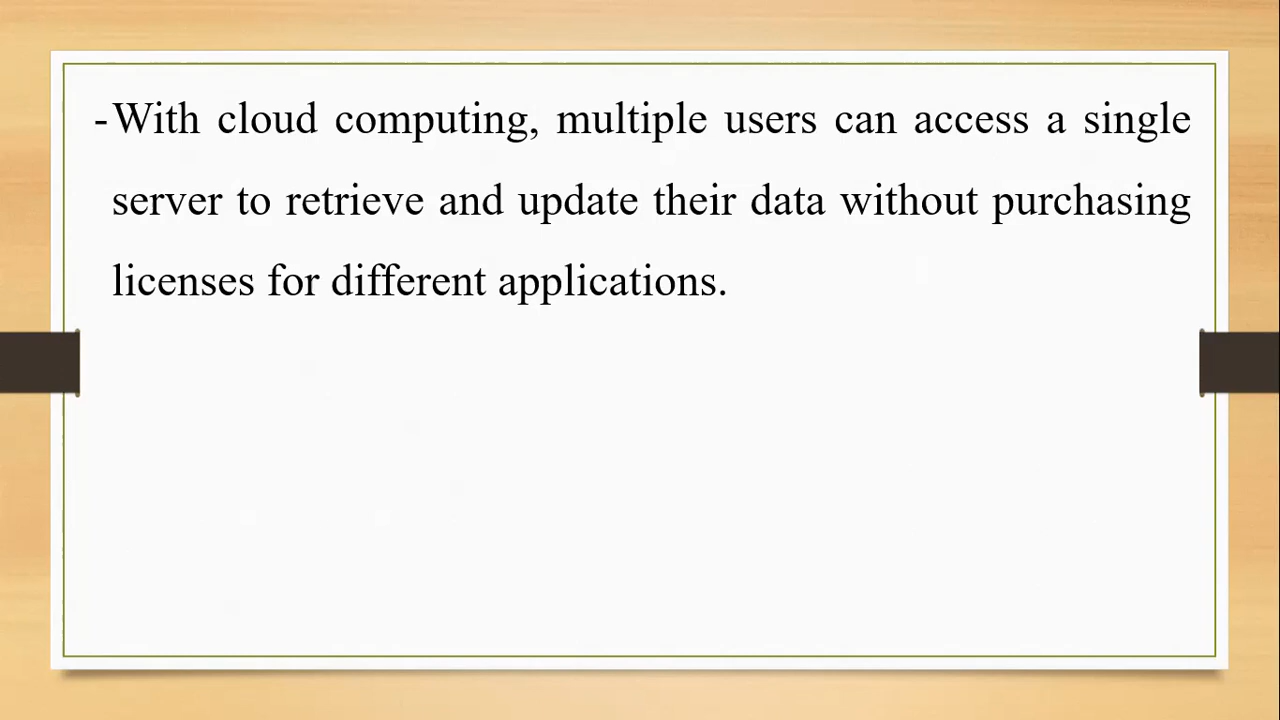 -With cloud computing, multiple users can access a single
server to retrieve and update their data without purchasing
licenses for different applications.